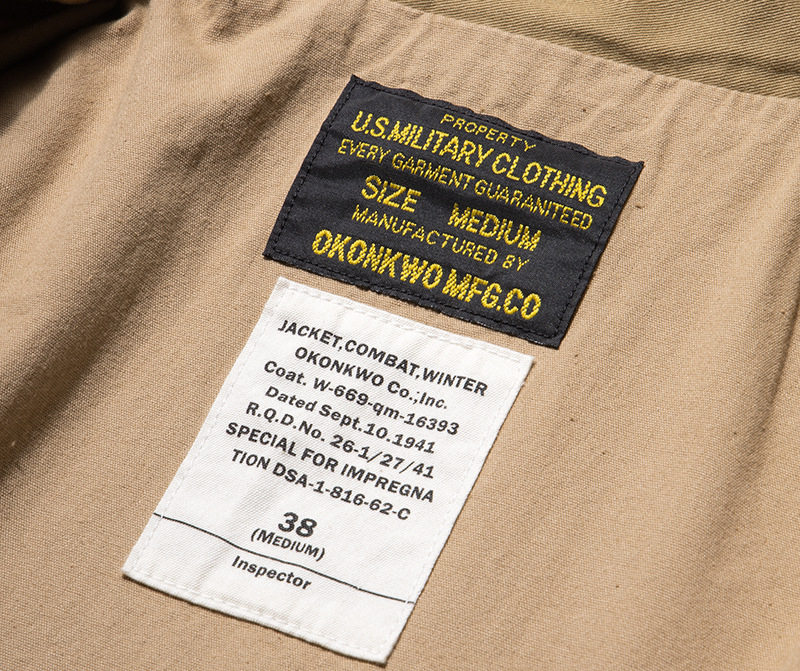 PROPERTY
U.S.MILITARY CLOTHING
EVERY GARMENT GUARANITEED
SIZE MEDIUM
MANUFACTURED BY
OKONKWO MFG.CO
JACKET,COMBAT,WINTER
OKONKWO Co.,Inc.
Coat. W-669-qm-16393
Dated Sept.10.1941
R.Q.D.No. 26-1/27/41
SPECIAL FOR IMPREGNA
TION DSA-1-816-62-C
38
(MEDIUM)
Inspector